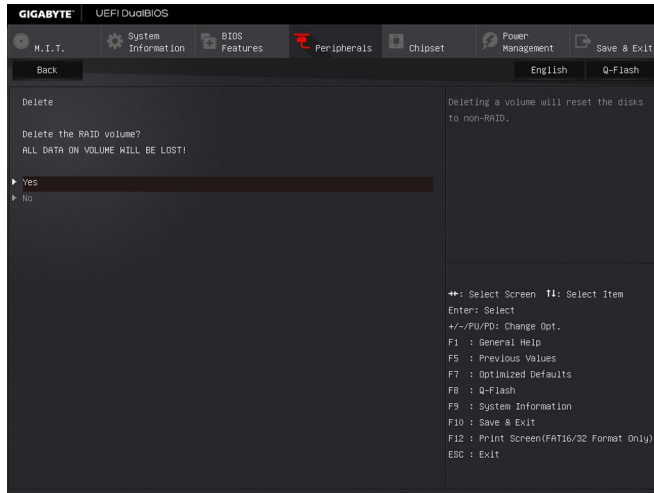 GIGABYTE™ UEFI DualBIOS
M.I.T.
System Information
BIOS Features
Peripherals
Chipset
Power Management
Save & Exit
Back
English
Q-Flash
Delete
Delete the RAID volume?
ALL DATA ON VOLUME WILL BE LOST!
Yes
No
Deleting a volume will reset the disks
to non-RAID.
→←: Select Screen ↑↓: Select Item
Enter: Select
+/-/PU/PD: Change Opt.
F1 : General Help
F5 : Previous Values
F7 : Optimized Defaults
F8 : Q-Flash
F9 : System Information
F10 : Save & Exit
F12 : Print Screen(FAT16/32 Format Only)
ESC : Exit